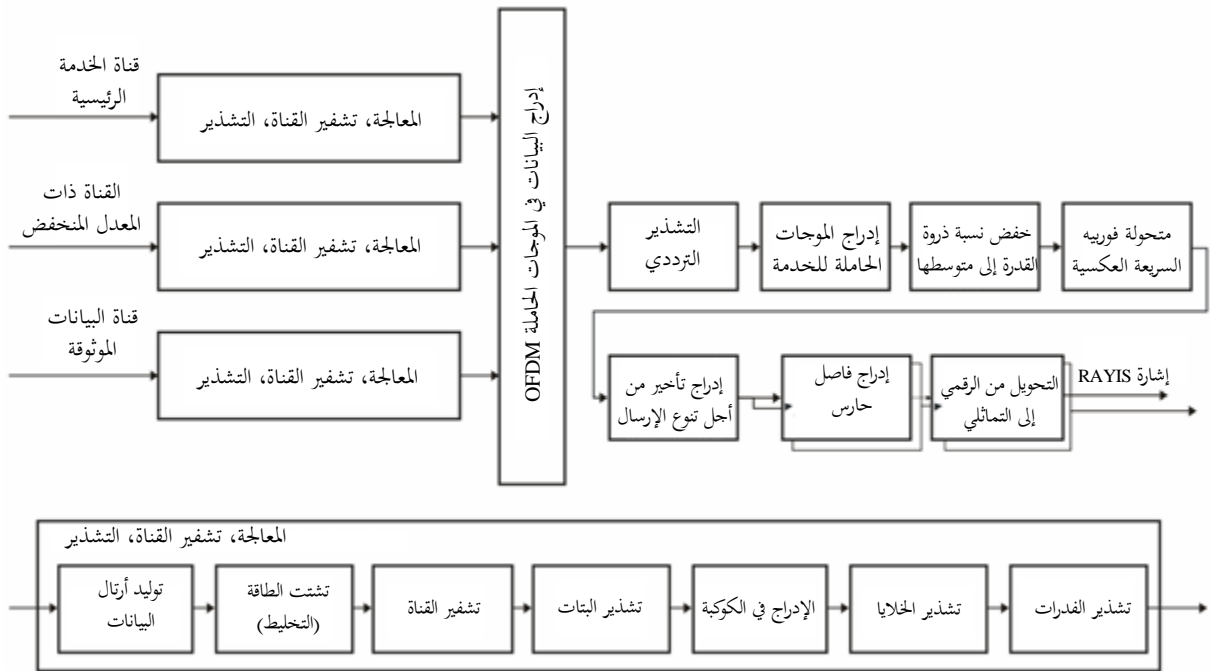 قناة الخدمة
الرئيسية
المعالجة، تشفير القناة، التشذير
القناة ذات
المعدل المنخفض
المعالجة، تشفير القناة، التشذير
قناة البيانات
الموثوقة
المعالجة، تشفير القناة، التشذير
إدراج البيانات في الموجات الحاملة OFDM
التشذير
الترددي
إدراج الموجات
الحاملة للخدمة
خفض نسبة ذروة
القدرة إلى متوسطها
متحولة فورييه
السريعة العكسية
إدراج تأخير من
أجل تنوع الإرسال
إدراج فاصل
حارس
التحويل من الرقمي
إلى التماثلي
إشارة RAYIS
المعالجة، تشفير القناة، التشذير
توليد أرتال
البيانات
تشتت الطاقة
(التخليط)
تشفير القناة
تشذير البتات
الإدراج في الكوكبة
تشذير الخلايا
تشذير الفدرات